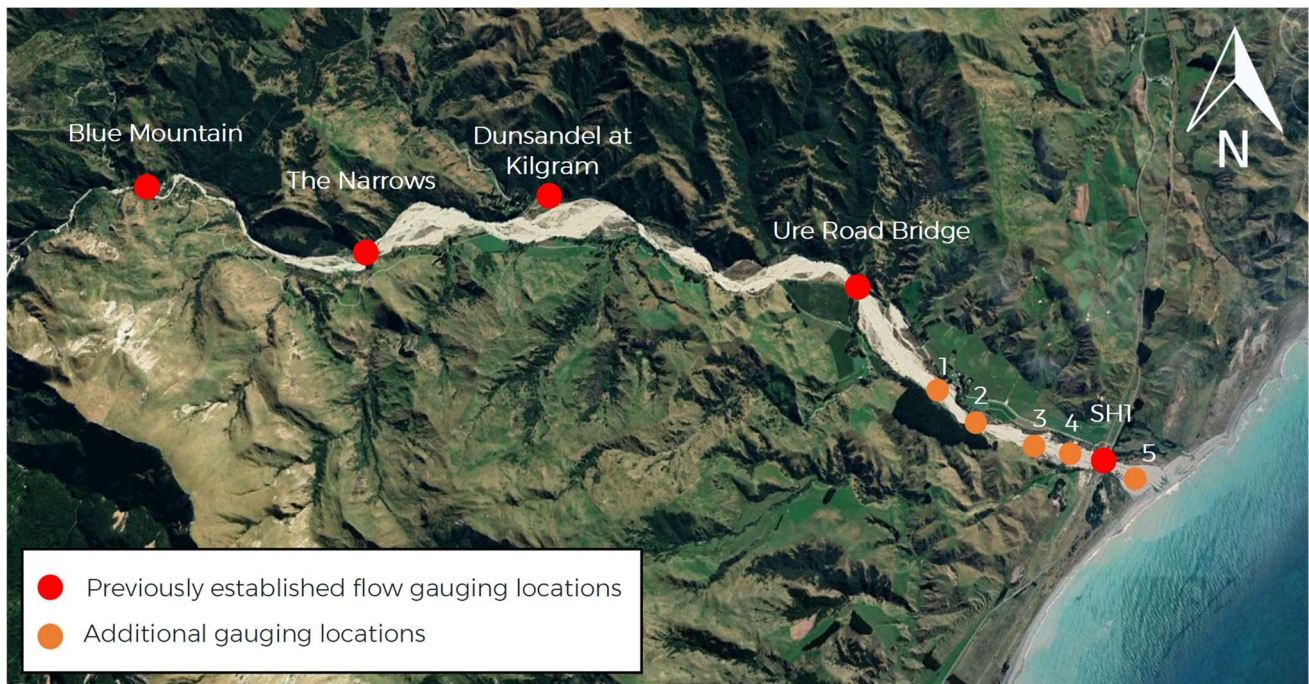 Blue Mountain
The Narrows
Dunsandel at
Kilgram
Ure Road Bridge
N
1
2
3
4
SH1
5
Previously established flow gauging locations
Additional gauging locations